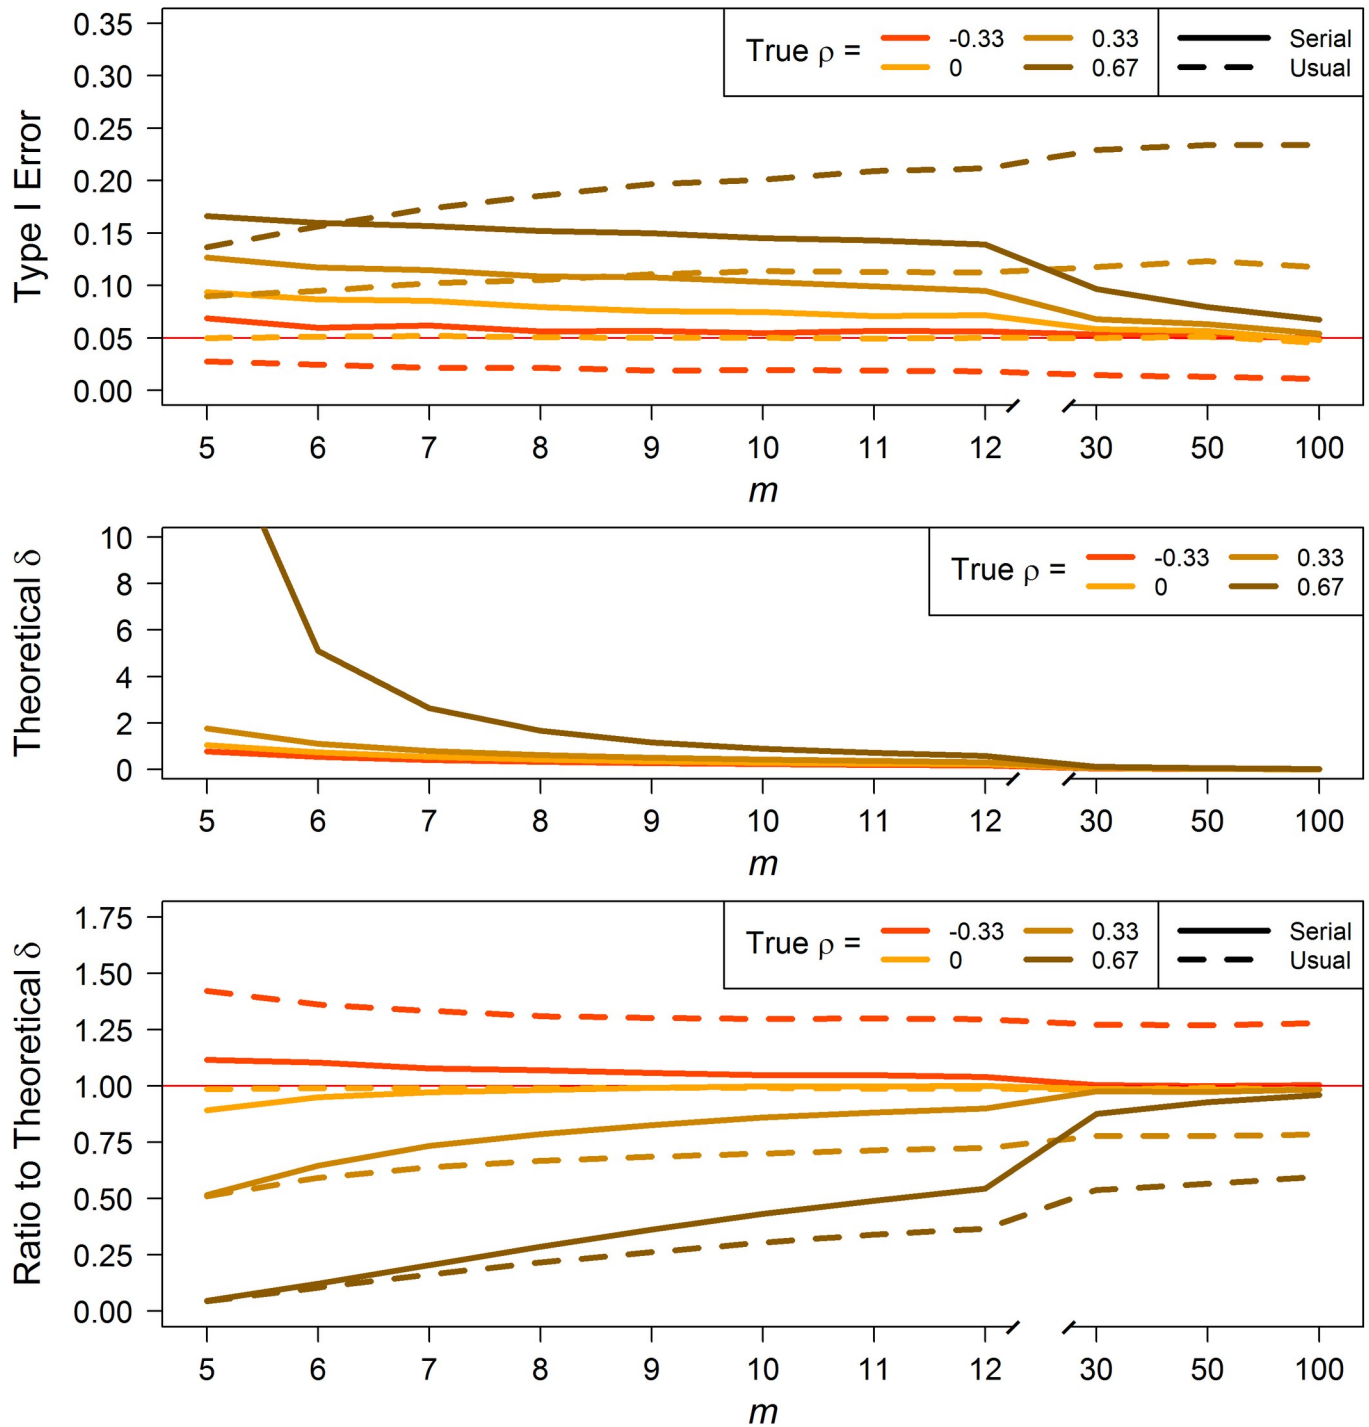 Type I Error
0.35
0.30
0.25
0.20
0.15
0.10
0.05
0.00
True ρ =
-0.33
0.33
0
0.67
Serial
Usual
5 6 7 8 9 10 11 12 30 50 100
m
Theoretical δ
10
8
6
4
2
0
True ρ =
-0.33
0.33
0
0.67
5 6 7 8 9 10 11 12 30 50 100
m
Ratio to Theoretical δ
1.75
1.50
1.25
1.00
0.75
0.50
0.25
0.00
True ρ =
-0.33
0.33
0
0.67
Serial
Usual
5 6 7 8 9 10 11 12 30 50 100
m